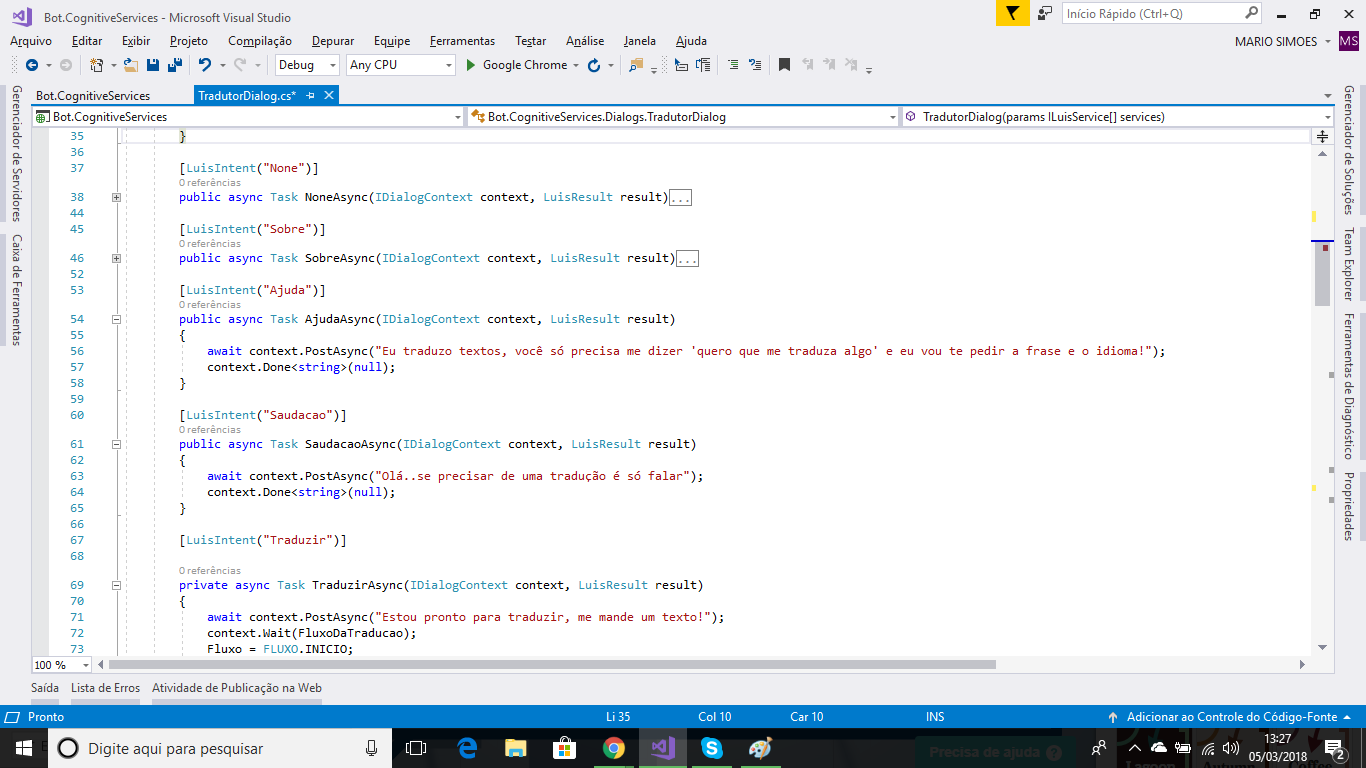 Bot.CognitiveServices - Microsoft Visual Studio
Início Rápido (Ctrl+Q)
Arquivo Editar Exibir Projeto Compilação Depurar Equipe Ferramentas Testar Análise Janela Ajuda
MARIO SIMOES MS
Debug Any CPU Google Chrome
Bot.CognitiveServices TradutorDialog.cs*
Bot.CognitiveServices Bot.CognitiveServices.Dialogs.TradutorDialog TradutorDialog(params ILuisService[] services)
Gerenciador de Servidores
Caixa de Ferramentas
35 }
36
37 [LuisIntent("None")]
0 referências
38 public async Task NoneAsync(IDialogContext context, LuisResult result)...
44
45 [LuisIntent("Sobre")]
0 referências
46 public async Task SobreAsync(IDialogContext context, LuisResult result)...
52
53 [LuisIntent("Ajuda")]
0 referências
54 public async Task AjudaAsync(IDialogContext context, LuisResult result)
55 {
56 await context.PostAsync("Eu traduzo textos, você só precisa me dizer 'quero que me traduza algo' e eu vou te pedir a frase e o idioma!");
57 context.Done<string>(null);
58 }
59
60 [LuisIntent("Saudacao")]
0 referências
61 public async Task SaudacaoAsync(IDialogContext context, LuisResult result)
62 {
63 await context.PostAsync("Olá..se precisar de uma tradução é só falar");
64 context.Done<string>(null);
65 }
66
67 [LuisIntent("Traduzir")]
68
0 referências
69 private async Task TraduzirAsync(IDialogContext context, LuisResult result)
70 {
71 await context.PostAsync("Estou pronto para traduzir, me mande um texto!");
72 context.Wait(FluxoDaTraducao);
73 Fluxo = FLUXO.INICIO;
Gerenciador de Soluções
Team Explorer
Ferramentas de Diagnóstico
Propriedades
100 %
Saída Lista de Erros Atividade de Publicação na Web
Pronto Li 35 Col 10 Car 10 INS Adicionar ao Controle do Código-Fonte
Digite aqui para pesquisar
Precisa de ajuda
13:27
05/03/2018
2